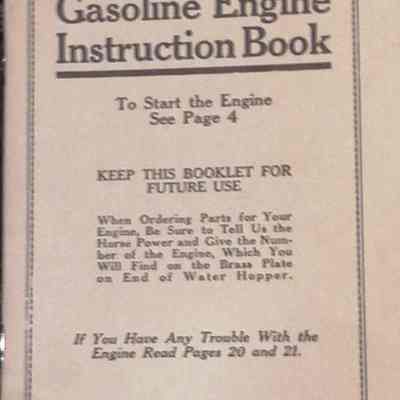 Gasoline Engine
Instruction Book
To Start the Engine
See Page 4
KEEP THIS BOOKLET FOR
FUTURE USE
When Ordering Parts for Your
Engine, Be Sure to Tell Us the
Horse Power and Give the Num-
ber of the Engine, Which You
Will Find on the Brass Plate
on End of Water Hopper.
If You Have Any Trouble With the
Engine Read Pages 20 and 21.